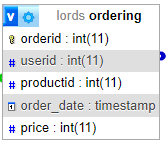 v lords ordering
orderid : int(11)
# userid : int(11)
# productid : int(11)
order_date : timestamp
# price : int(11)